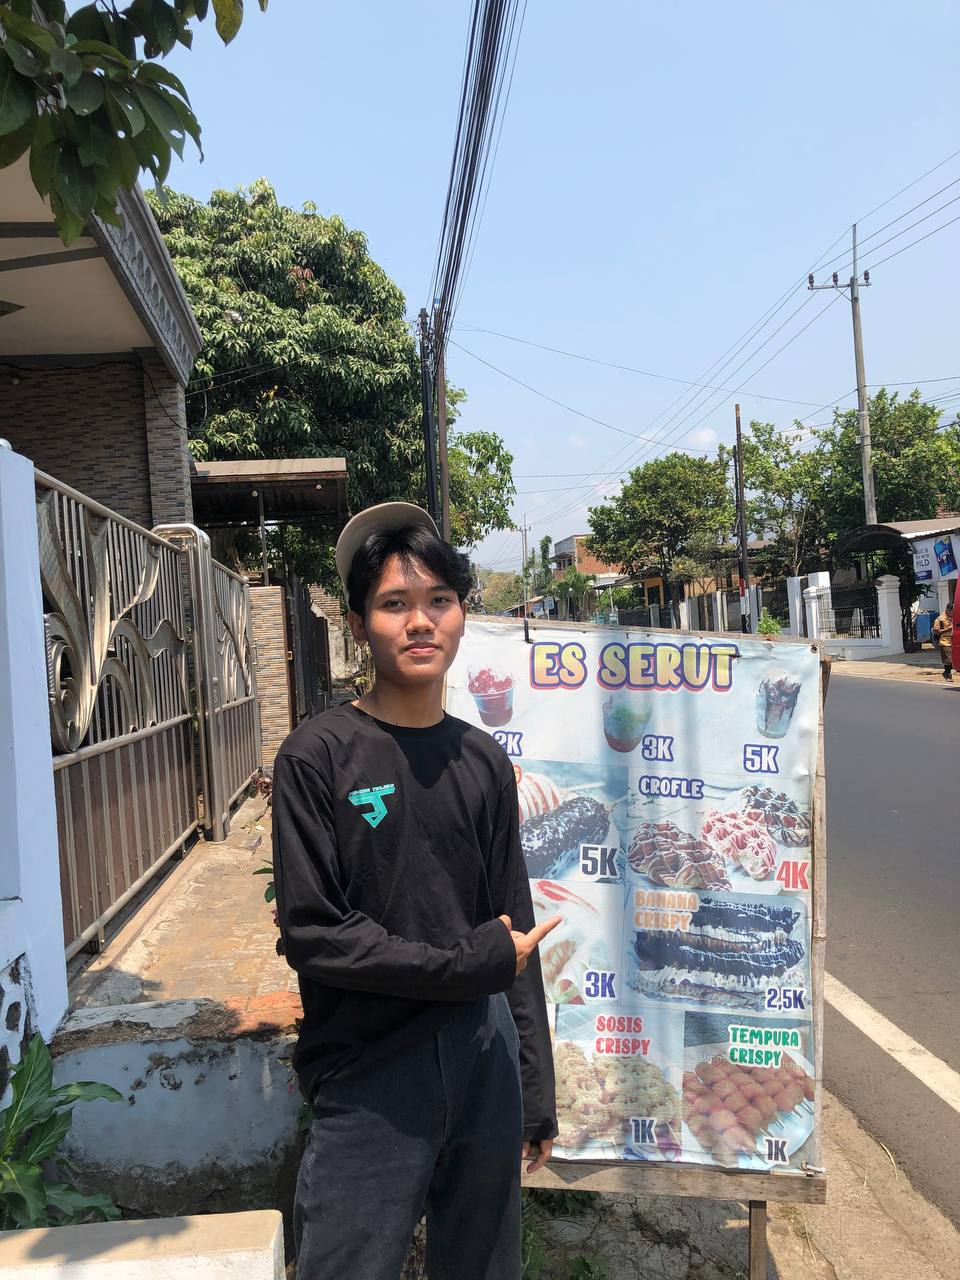 ES SERUT
2K
3K
5K
CROFLE
5K
4K
BANANA
CRISPY
3K
2,5K
SOSIS
CRISPY
TEMPURA
CRISPY
1K
1K
MILD